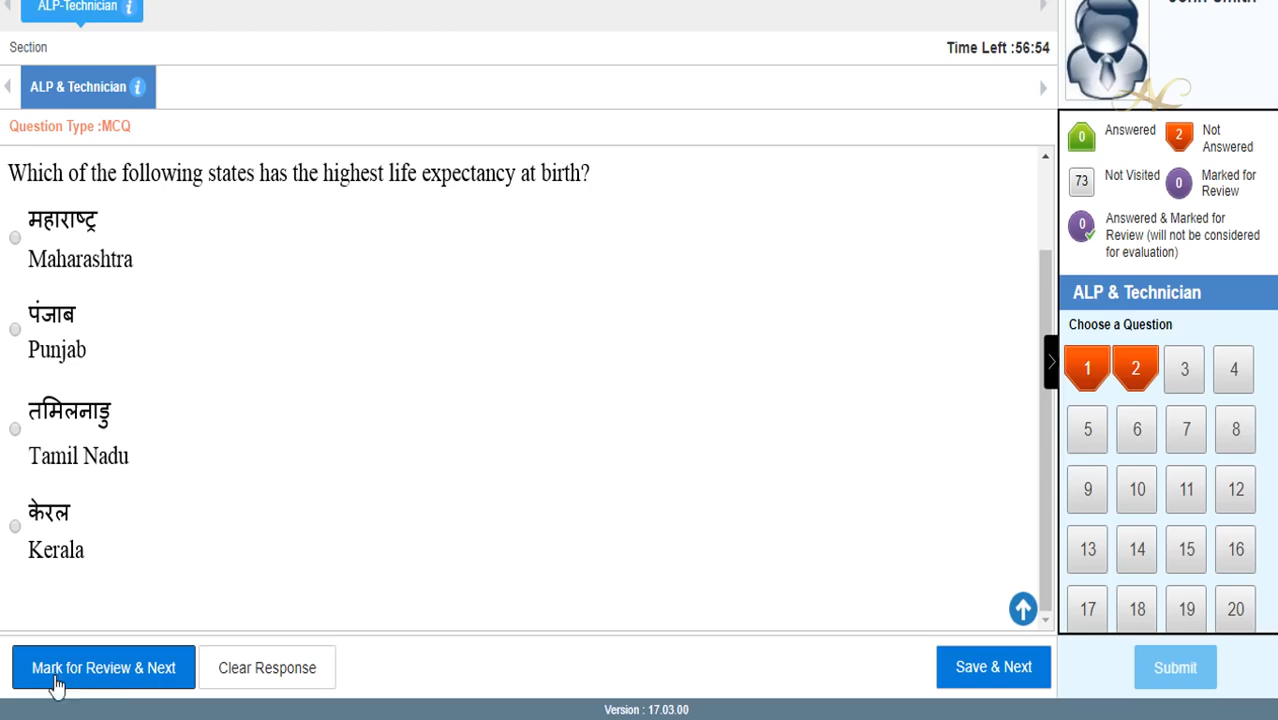 ALP-Technician i
Section
Time Left :56:54
ALP & Technician i
Question Type :MCQ
Which of the following states has the highest life expectancy at birth?
महाराष्ट्र
Maharashtra
पंजाब
Punjab
तमिलनाडु
Tamil Nadu
केरल
Kerala
Mark for Review & Next
Clear Response
Save & Next
John Smith
0 Answered
2 Not Answered
73 Not Visited
0 Marked for Review
0 Answered & Marked for
Review (will not be considered
for evaluation)
ALP & Technician
Choose a Question
1 2 3 4
5 6 7 8
9 10 11 12
13 14 15 16
17 18 19 20
Submit
Version : 17.03.00